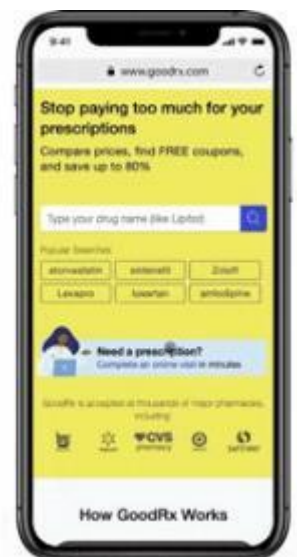 9:41
www.goodrx.com
Stop paying too much for your
prescriptions
Compare prices, find FREE coupons,
and save up to 80%
Type your drug name (like Lipitor)
Popular Searches
atorvastatin sildenafil Zoloft
Lexapro losartan amlodipine
Need a prescription?
Complete an online visit in minutes
GoodRx is accepted at thousands of major pharmacies,
including:
CVS
pharmacy
How GoodRx Works